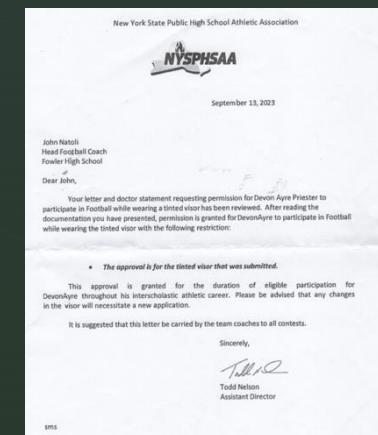 New York State Public High School Athletic Association
NYSPHSAA
September 13, 2023
John Natoli
Head Football Coach
Fowler High School
Dear John,
Your letter and doctor statement requesting permission for Devon Ayre Priester to
participate in Football while wearing a tinted visor has been reviewed. After reading the
documentation you have presented, permission is granted for DevonAyre to participate in Football
while wearing the tinted visor with the following restriction:
• The approval is for the tinted visor that was submitted.
This approval is granted for the duration of eligible participation for
DevonAyre throughout his interscholastic athletic career. Please be advised that any changes
in the visor will necessitate a new application.
It is suggested that this letter be carried by the team coaches to all contests.
Sincerely,
Todd Nelson
Assistant Director
sms